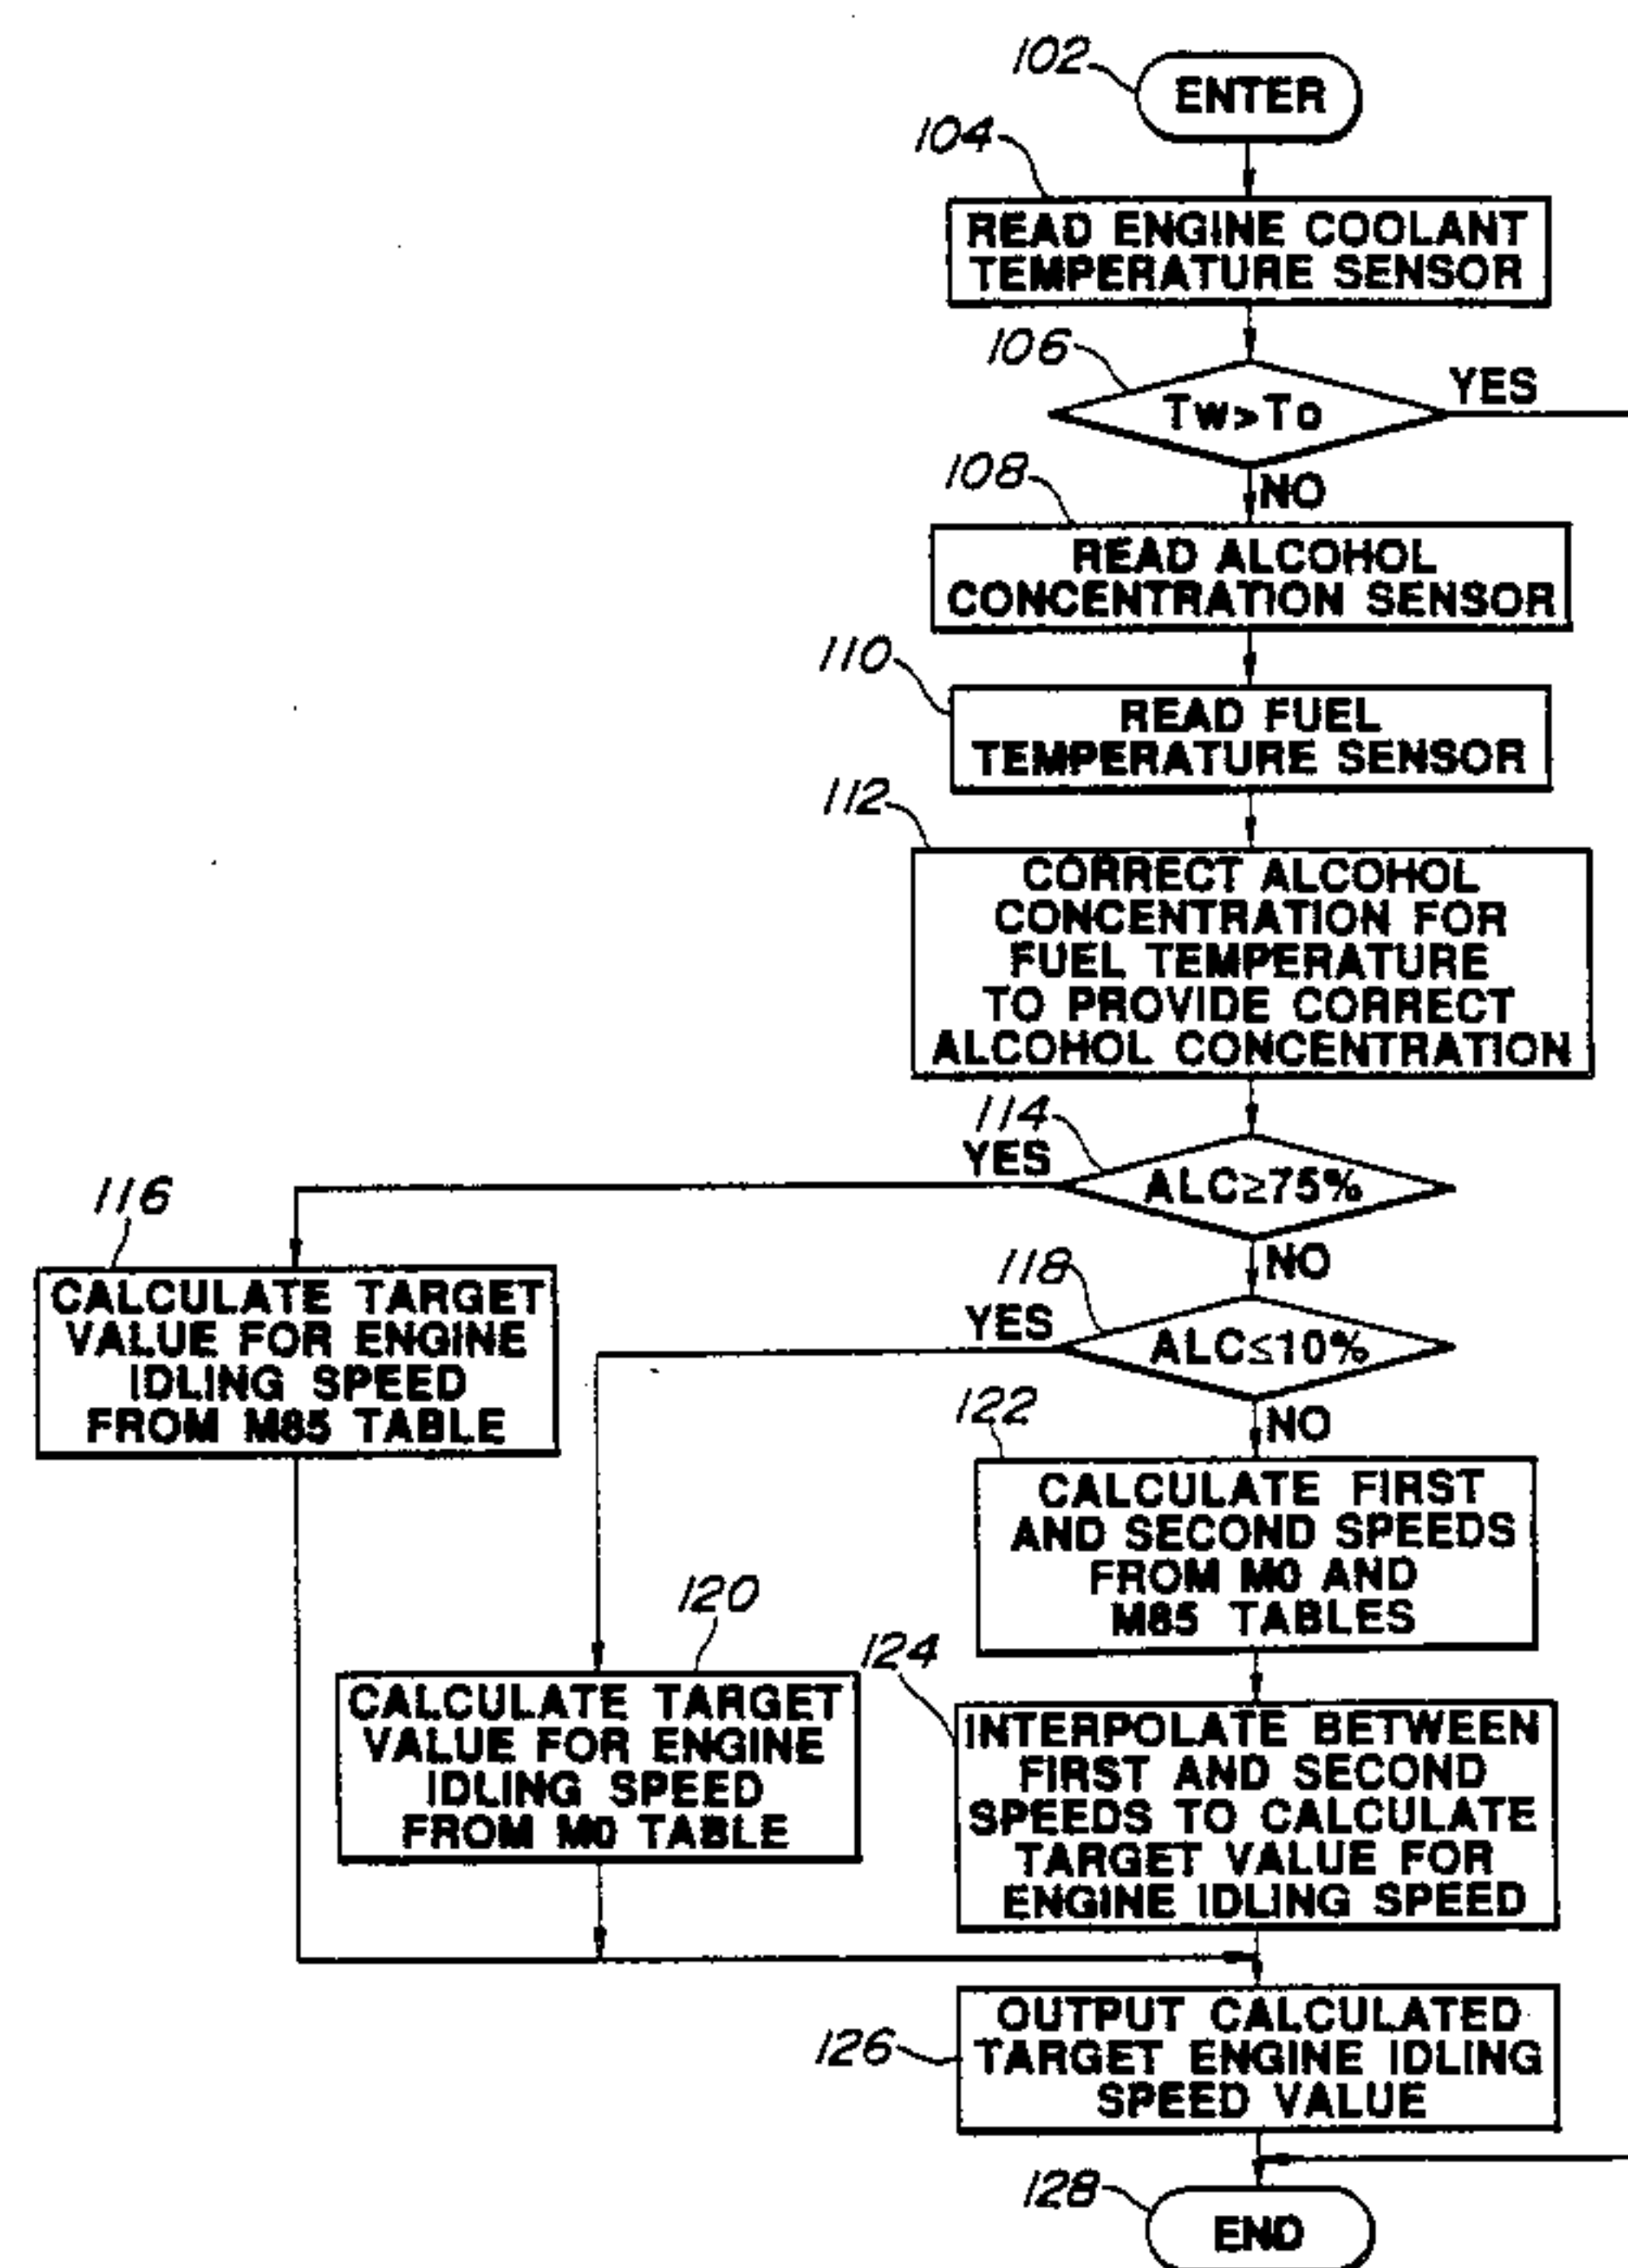 102
ENTER
104
READ ENGINE COOLANT
TEMPERATURE SENSOR
106
Tw>To
YES
NO
108
READ ALCOHOL
CONCENTRATION SENSOR
110
READ FUEL
TEMPERATURE SENSOR
112
CORRECT ALCOHOL
CONCENTRATION FOR
FUEL TEMPERATURE
TO PROVIDE CORRECT
ALCOHOL CONCENTRATION
114
YES
ALC≥75%
NO
116
CALCULATE TARGET
VALUE FOR ENGINE
IDLING SPEED
FROM M85 TABLE
118
YES
ALC≤10%
NO
120
CALCULATE TARGET
VALUE FOR ENGINE
IDLING SPEED
FROM M0 TABLE
122
CALCULATE FIRST
AND SECOND SPEEDS
FROM M0 AND
M85 TABLES
124
INTERPOLATE BETWEEN
FIRST AND SECOND
SPEEDS TO CALCULATE
TARGET VALUE FOR
ENGINE IDLING SPEED
126
OUTPUT CALCULATED
TARGET ENGINE IDLING
SPEED VALUE
128
END